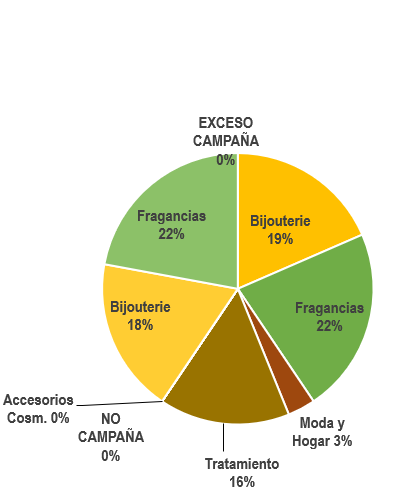 EXCESO
CAMPAÑA
0%
Bijouterie
19%
Fragancias
22%
Moda y
Hogar 3%
Tratamiento
16%
NO
CAMPAÑA
0%
Accesorios
Cosm. 0%
Bijouterie
18%
Fragancias
22%